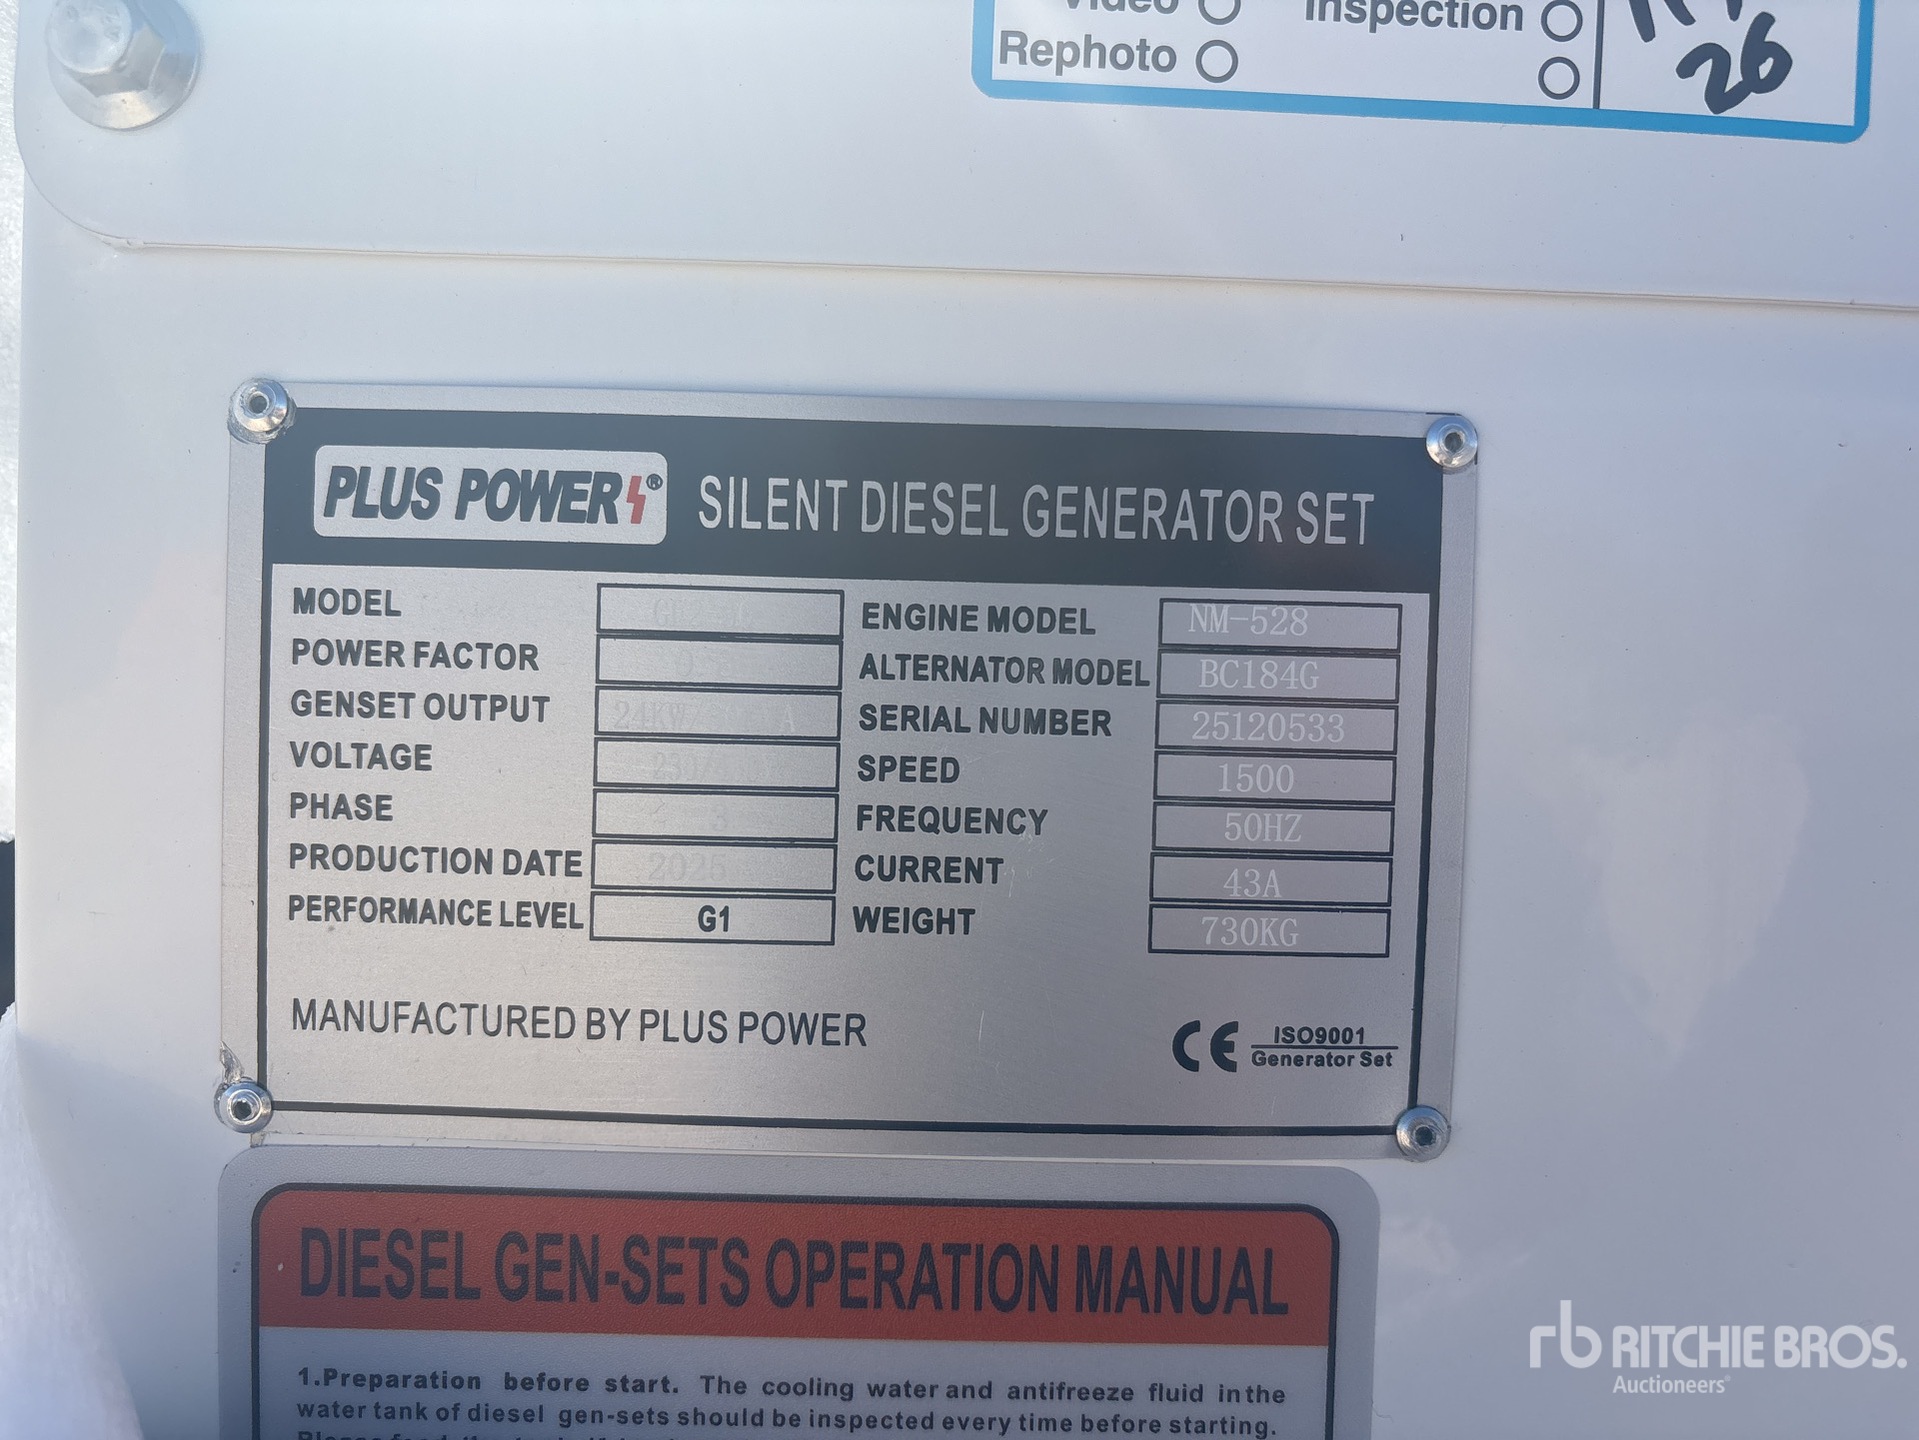 Video Inspection
Rephoto
26
PLUS POWER® SILENT DIESEL GENERATOR SET
MODEL
ENGINE MODEL NM-528
POWER FACTOR
ALTERNATOR MODEL BC184G
GENSET OUTPUT 24KW/
SERIAL NUMBER 25120533
VOLTAGE
SPEED 1500
PHASE 3
FREQUENCY 50HZ
PRODUCTION DATE 2025
CURRENT 43A
PERFORMANCE LEVEL G1
WEIGHT 730KG
MANUFACTURED BY PLUS POWER
CE ISO9001
Generator Set
DIESEL GEN-SETS OPERATION MANUAL
1.Preparation before start. The cooling water and antifreeze fluid in the
water tank of diesel gen-sets should be inspected every time before starting.
rb RITCHIE BROS.
Auctioneers